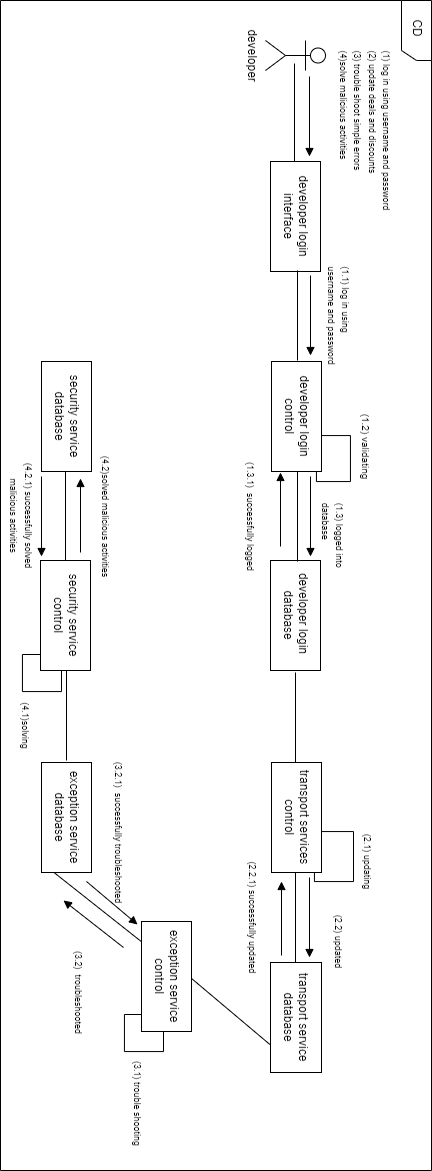 CD
developer
(1) log in using username and password
(2) update deals and discounts
(3) trouble shoot simple errors
(4)solve malicious activities
developer login
interface
(1.1) log in using
username and password
developer login
control
(1.2) validating
(1.3) logged into
database
(1.3.1) successfully logged
developer login
database
transport services
control
(2.1) updating
(2.2) updated
(2.2.1) successfully updated
transport service
database
exception service
control
(3.1) trouble shooting
(3.2) troubleshooted
(3.2.1) successfully troubleshooted
exception service
database
security service
control
(4.1)solving
(4.2)solved malicious activities
(4.2.1) successfully solved
malicious activities
security service
database